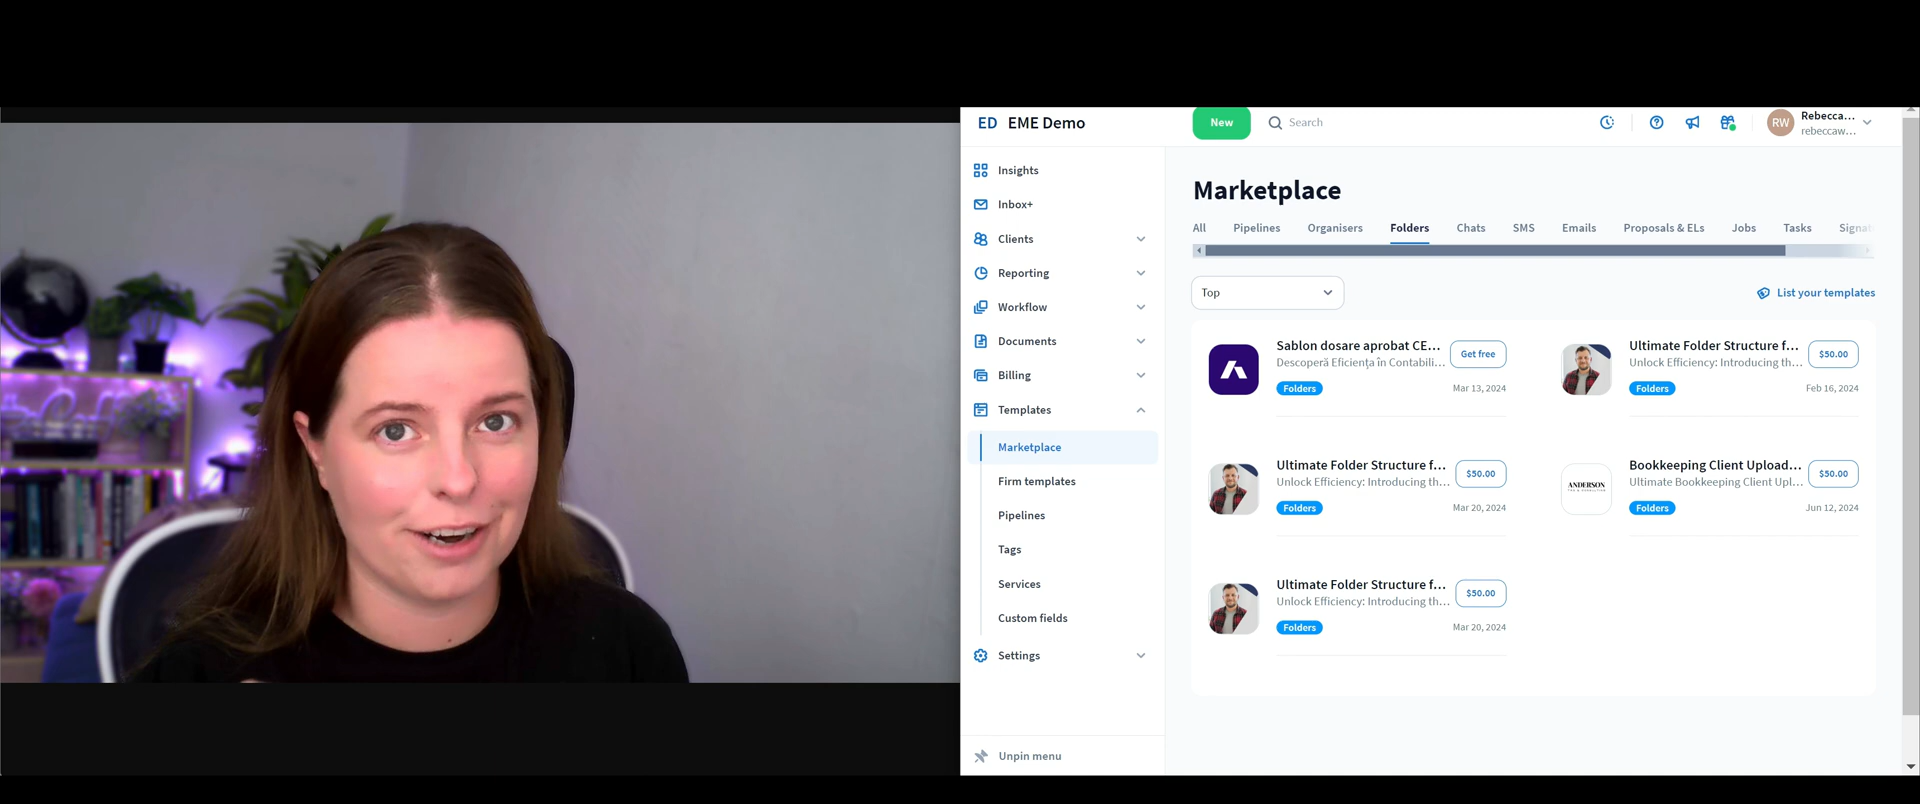 ED EME Demo
New
Search
Rebecca...
rebeccaw...
Insights
Inbox+
Clients
Reporting
Workflow
Documents
Billing
Templates
Marketplace
Firm templates
Pipelines
Tags
Services
Custom fields
Settings
Unpin menu
Marketplace
All Pipelines Organisers Folders Chats SMS Emails Proposals & ELs Jobs Tasks Signat
Top
List your templates
Sablon dosare aprobat CE...
Descoperă Eficiența în Contabili...
Get free
Folders
Mar 13, 2024
Ultimate Folder Structure f...
Unlock Efficiency: Introducing th...
$50.00
Folders
Feb 16, 2024
Ultimate Folder Structure f...
Unlock Efficiency: Introducing th...
$50.00
Folders
Mar 20, 2024
ANDERSON
Bookkeeping Client Upload...
Ultimate Bookkeeping Client Upl...
$50.00
Folders
Jun 12, 2024
Ultimate Folder Structure f...
Unlock Efficiency: Introducing th...
$50.00
Folders
Mar 20, 2024
RW